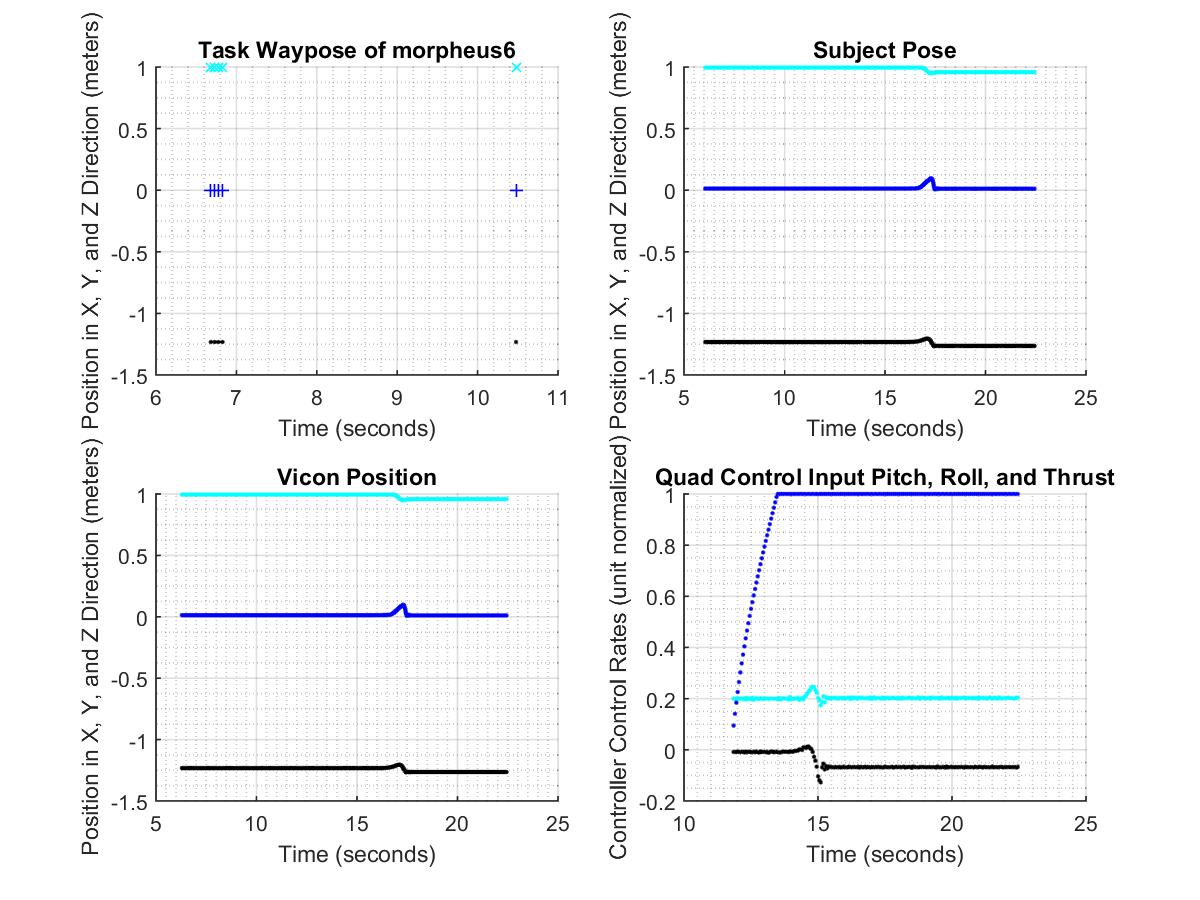 Task Waypose of morpheus6
Position in X, Y, and Z Direction (meters)
1
0.5
0
-0.5
-1
-1.5
6 7 8 9 10 11
Time (seconds)
Subject Pose
Position in X, Y, and Z Direction (meters)
1
0.5
0
-0.5
-1
-1.5
5 10 15 20 25
Time (seconds)
Vicon Position
Position in X, Y, and Z Direction (meters)
1
0.5
0
-0.5
-1
-1.5
5 10 15 20 25
Time (seconds)
Quad Control Input Pitch, Roll, and Thrust
Controller Control Rates (unit normalized)
1
0.8
0.6
0.4
0.2
0
-0.2
10 15 20 25
Time (seconds)